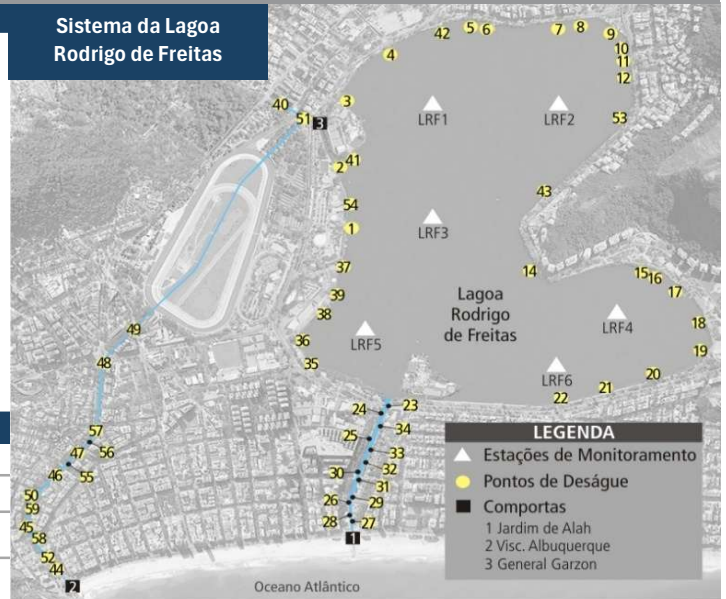 Sistema da Lagoa
Rodrigo de Freitas
42 5 6 7 8 9
4 10
11
12
40 3
51 3 LRF1 LRF2 53
2 41
43
54
1 LRF3
37 14 15 16
17
39 Lagoa
Rodrigo
de Freitas
38 LRF4 18
49 36 LRF5
48 35 19
LRF6 20
22 21
24 23
57 34
25
47 56 33
46 55 30 32
31
50 26 29
59
45 28 27
58 1
52
44
2
Oceano Atlântico
LEGENDA
Estações de Monitoramento
Pontos de Deságue
Comportas
1 Jardim de Alah
2 Visc. Albuquerque
3 General Garzon